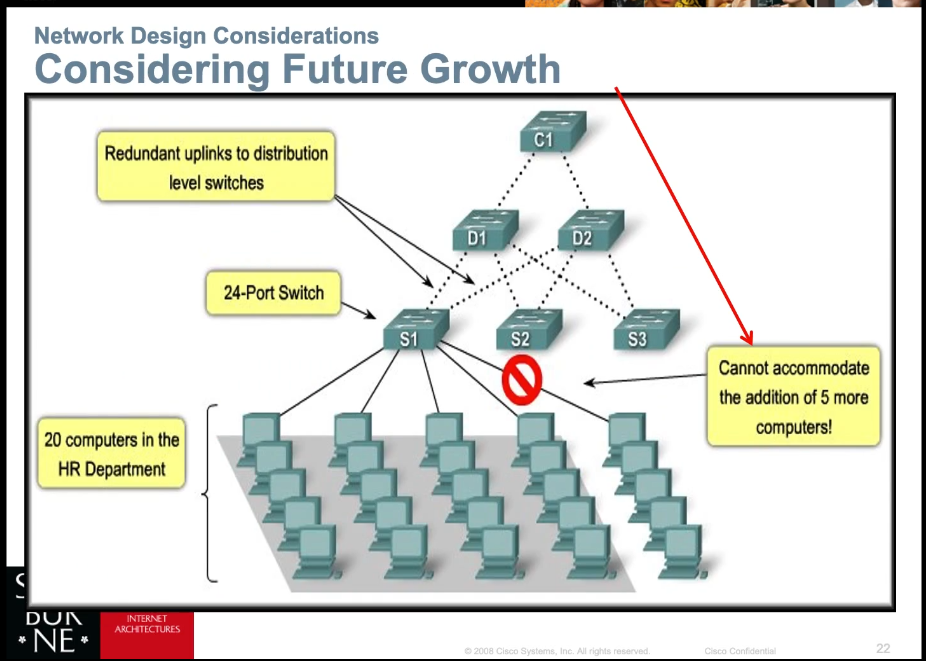 Network Design Considerations
Considering Future Growth
C1
Redundant uplinks to distribution
level switches
D1
D2
24-Port Switch
S1
S2
S3
Cannot accommodate
the addition of 5 more
computers!
20 computers in the
HR Department
S
BUR
* NE *
INTERNET
ARCHITECTURES
© 2008 Cisco Systems, Inc. All rights reserved.
Cisco Confidential
22